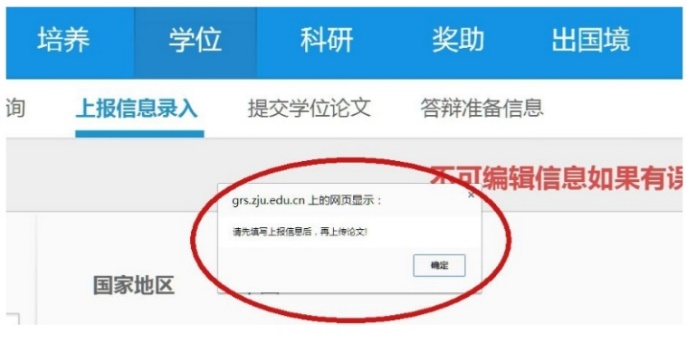 培养 学位 科研 奖助 出国境
询 上报信息录入 提交学位论文 答辩准备信息
不可编辑信息如果有误
grs.zju.edu.cn 上的网页显示：
×
请先填写上报信息后，再上传论文!
确定
国家地区